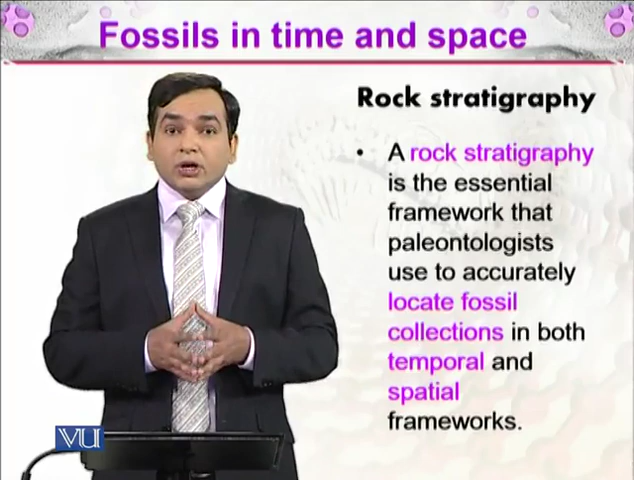 Fossils in time and space
Rock stratigraphy
• A rock stratigraphy
is the essential
framework that
paleontologists
use to accurately
locate fossil
collections in both
temporal and
spatial
frameworks.
VU